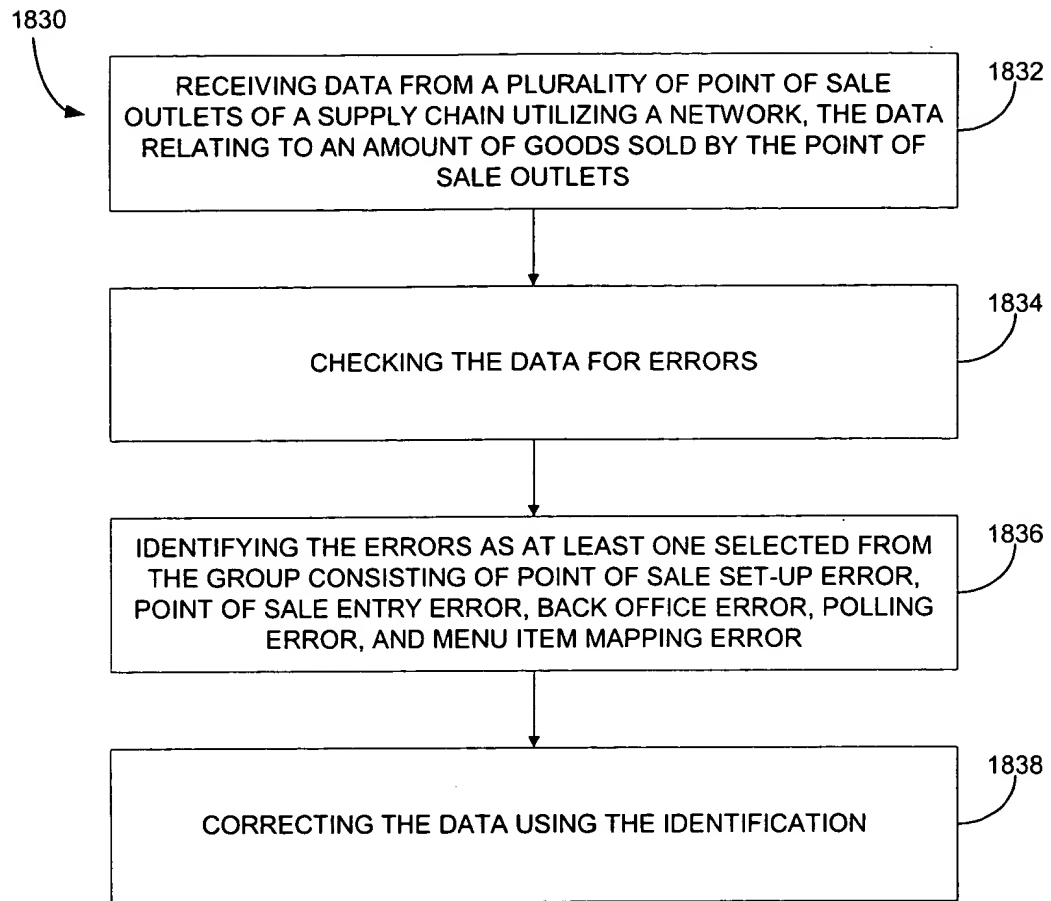 1830
RECEIVING DATA FROM A PLURALITY OF POINT OF SALE
OUTLETS OF A SUPPLY CHAIN UTILIZING A NETWORK, THE DATA
RELATING TO AN AMOUNT OF GOODS SOLD BY THE POINT OF
SALE OUTLETS
1832
CHECKING THE DATA FOR ERRORS
1834
IDENTIFYING THE ERRORS AS AT LEAST ONE SELECTED FROM
THE GROUP CONSISTING OF POINT OF SALE SET-UP ERROR,
POINT OF SALE ENTRY ERROR, BACK OFFICE ERROR, POLLING
ERROR, AND MENU ITEM MAPPING ERROR
1836
CORRECTING THE DATA USING THE IDENTIFICATION
1838